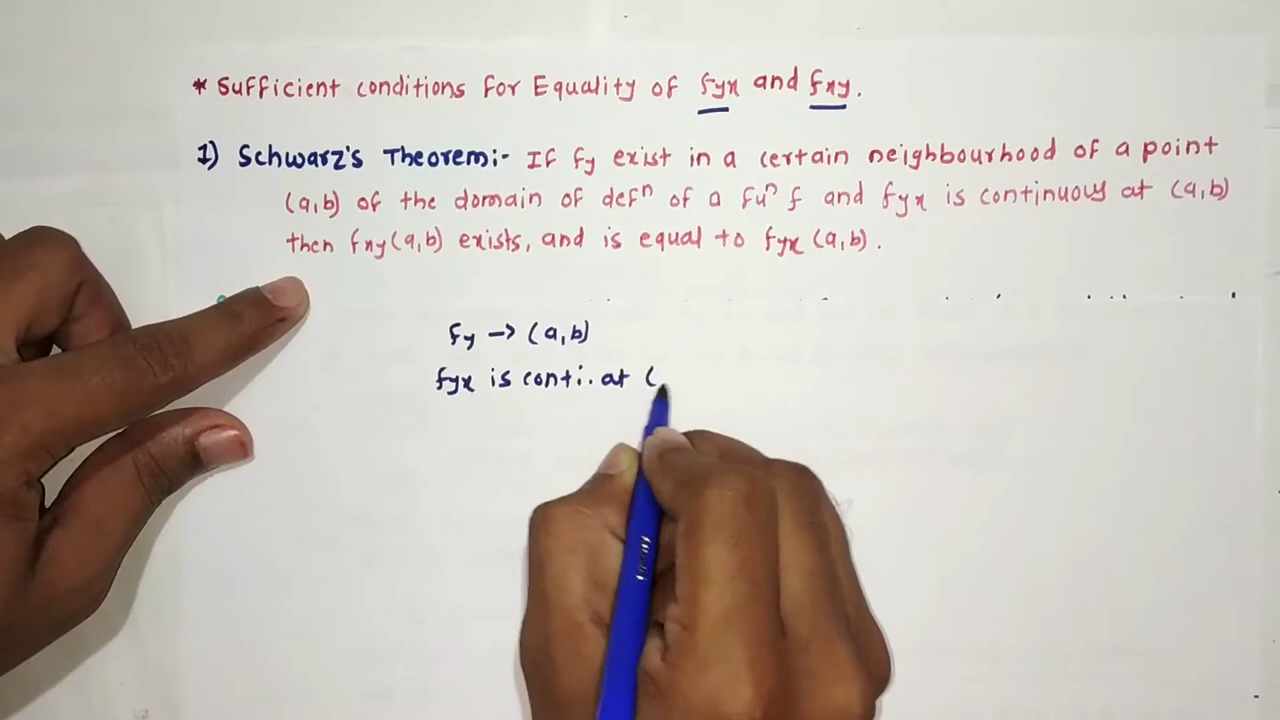 * Sufficient conditions for Equality of fyx and fxy.
1) Schwarz's Theorem:- If fy exist in a certain neighbourhood of a point
(a,b) of the domain of defⁿ of a fuⁿ f and fyx is continuous at (a,b)
then fxy(a,b) exists, and is equal to fyx (a,b).
fy → (a,b)
fyx is conti. at (